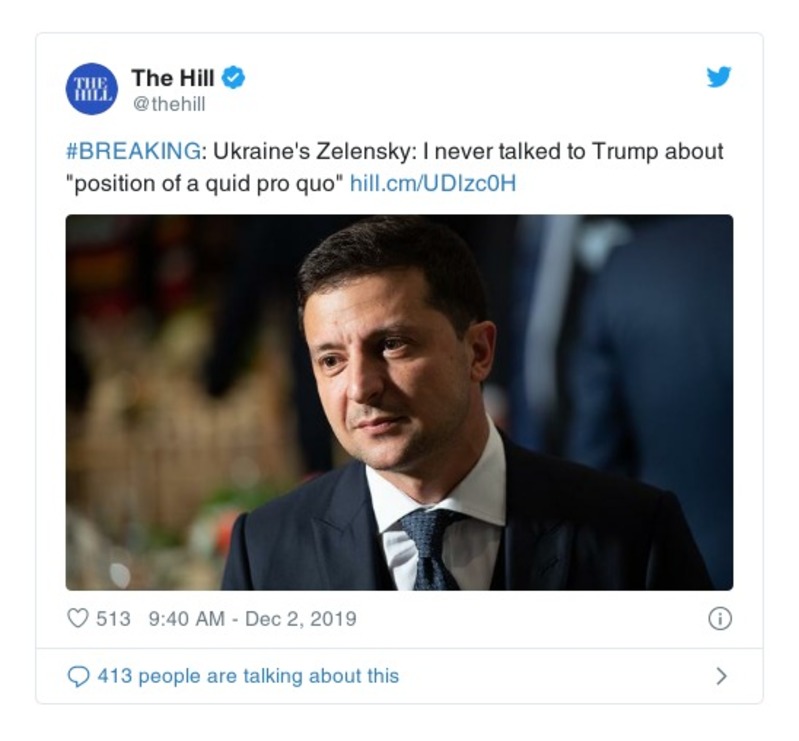 THE HILL
The Hill
@thehill
#BREAKING: Ukraine's Zelensky: I never talked to Trump about
"position of a quid pro quo" hill.cm/UDlzc0H
513 9:40 AM - Dec 2, 2019
413 people are talking about this